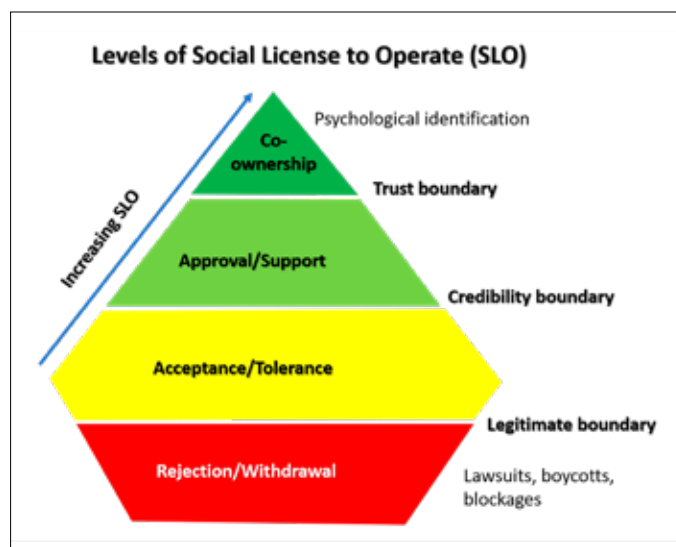 Levels of Social License to Operate (SLO)
Psychological identification
Co-
ownership
Trust boundary
Increasing SLO
Approval/Support
Credibility boundary
Acceptance/Tolerance
Legitimate boundary
Rejection/Withdrawal
Lawsuits, boycotts,
blockages